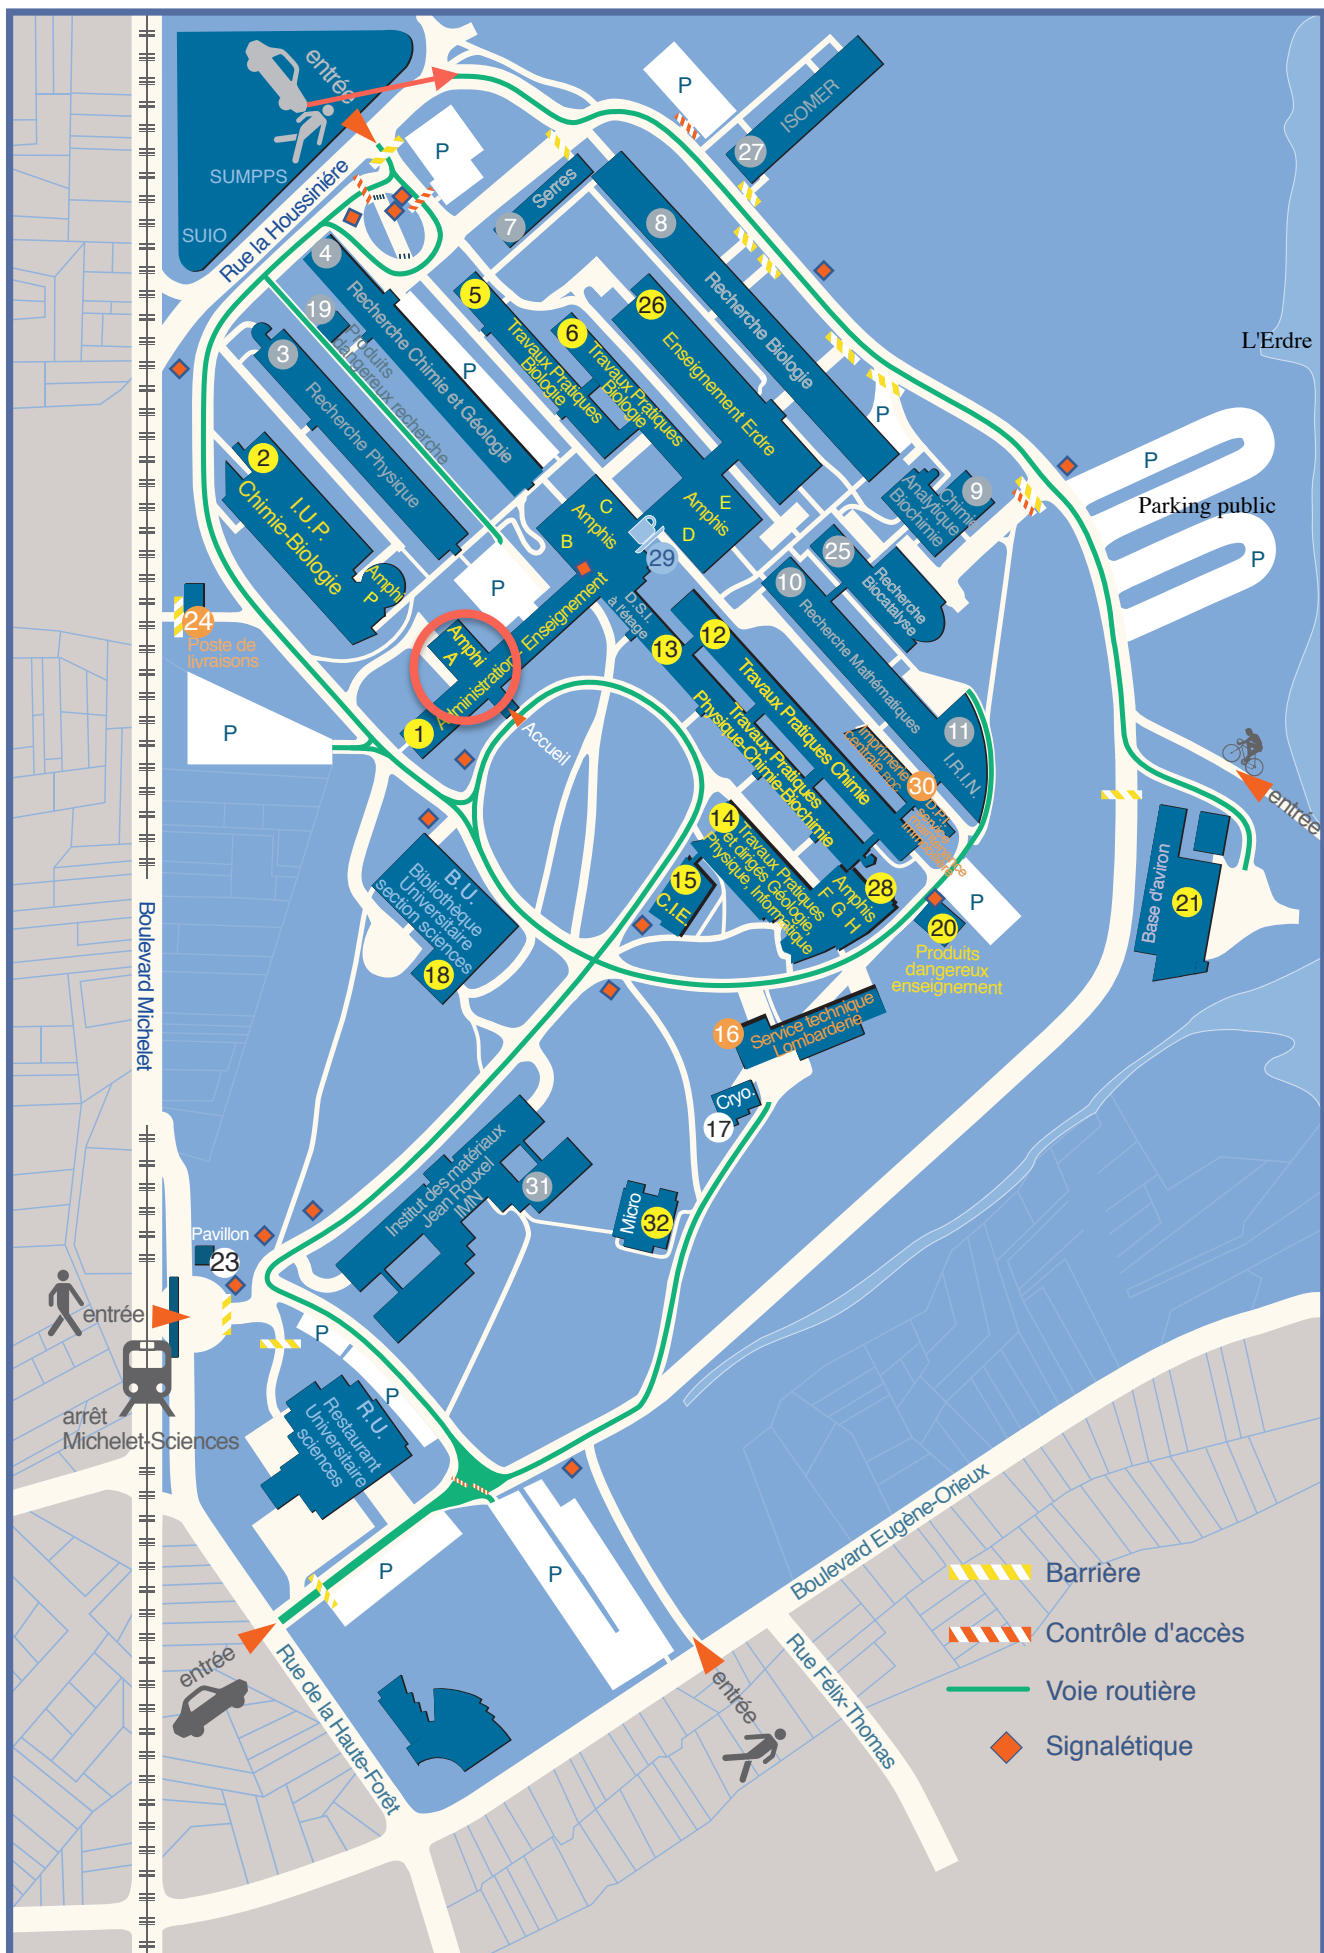 entrée
P
P
ISOMER
27
SUMPPS
SUIO
Rue la Houssinière
Serres
7
8
Recherche Biologie
4
Recherche Chimie et Géologie
P
19
Produits
dangereux recherche
3
Recherche Physique
5
Travaux Pratiques
Biologie
6
Travaux Pratiques
Biologie
26
Enseignement Erdre
L'Erdre
P
2
I.U.P.
Chimie-Biologie
Amphi
P
C
Amphis
B
E
Amphis
D
29
9
Chimie
Analytique
Biochimie
P
Parking public
P
25
Recherche
Biocatalyse
10
Recherche Mathématiques
11
I.R.I.N.
24
Poste de
livraisons
P
P
Amphi
A
Administration - Enseignement
1
Accueil
D.S.I.
à l'étage
13
Travaux Pratiques
Physique-Chimie-Biochimie
12
Travaux Pratiques Chimie
Imprimerie
centrale BDC.
30
D.P.I.
service
maintenance
immobilière
entrée
14
Travaux Pratiques
et dirigés Géologie,
Physique, Informatique
15
C.I.E.
Amphis
F G H
28
P
20
Produits
dangereux
enseignement
Base d'aviron
21
B.U.
Bibliothèque
Universitaire
section sciences
18
Boulevard Michelet
16
Service technique
Lombarderie
Cryo.
17
Institut des matériaux
Jean Rouxel
IMN
31
Micro
32
Pavillon
23
entrée
arrêt
Michelet-Sciences
P
P
R.U.
Restaurant
Universitaire
sciences
P
P
entrée
Rue de la Haute-Forêt
entrée
Boulevard Eugène-Orieux
Rue Félix-Thomas
Barrière
Contrôle d'accès
Voie routière
Signalétique